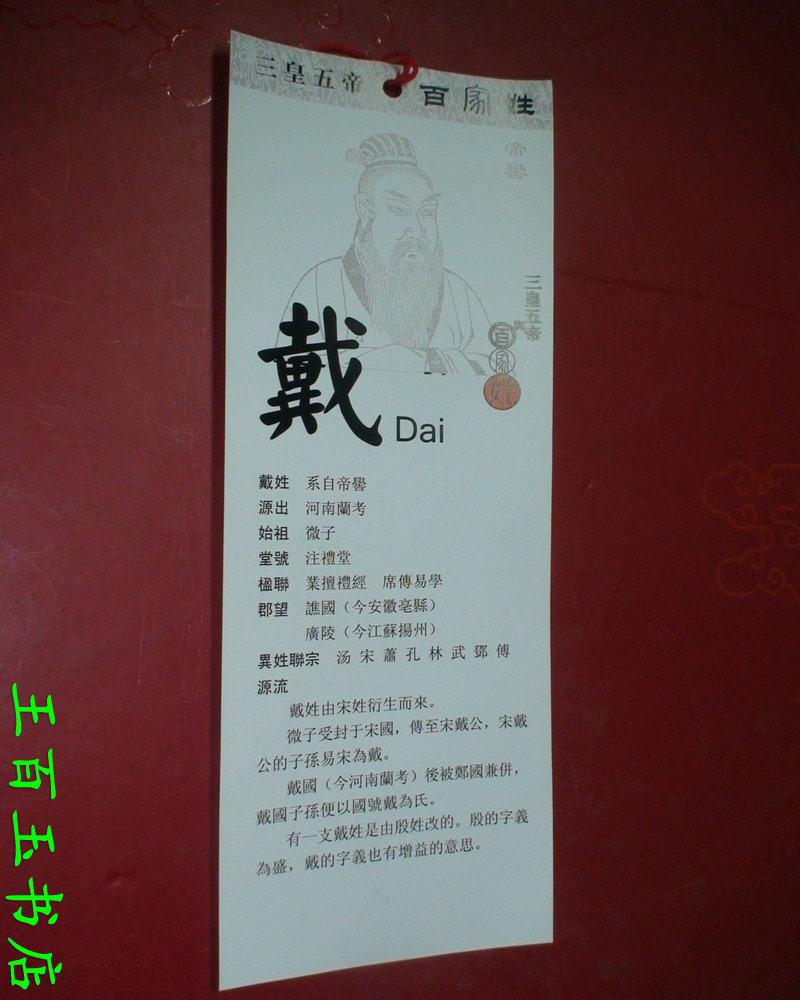 三皇五帝 百家姓
帝嚳
三皇五帝
百家姓
戴 Dai
戴姓 系自帝嚳
源出 河南蘭考
始祖 微子
堂號 注禮堂
楹聯 業擅禮經 席傳易學
郡望 譙國（今安徽亳縣）
廣陵（今江蘇揚州）
異姓聯宗 汤 宋 蕭 孔 林 武 鄧 傅
源流
戴姓由宋姓衍生而來。
微子受封于宋國，傳至宋戴公，宋戴
公的子孫易宋為戴。
戴國（今河南蘭考）後被鄭國兼併，
戴國子孫便以國號戴為氏。
有一支戴姓是由殷姓改的。殷的字義
為盛，戴的字義也有增益的意思。
王百玉书店